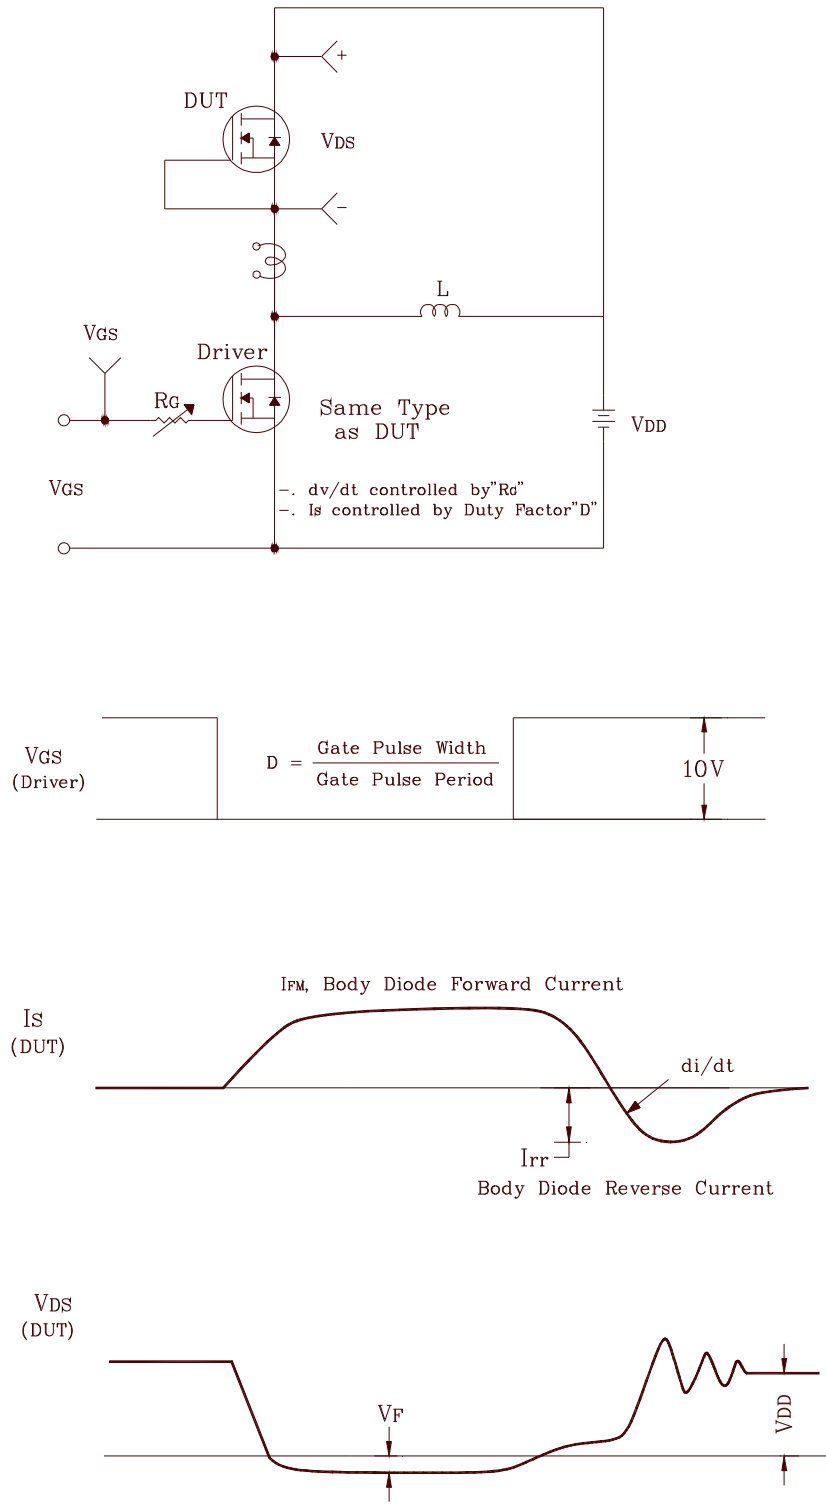 +
DUT
VDS
−
L
VGS
Driver
RG
Same Type
as DUT
VDD
VGS
−. dv/dt controlled by"RG"
−. Is controlled by Duty Factor"D"
VGS
(Driver)
D = Gate Pulse Width
Gate Pulse Period
10V
IFM, Body Diode Forward Current
IS
(DUT)
di/dt
Irr
Body Diode Reverse Current
VDS
(DUT)
VF
VDD